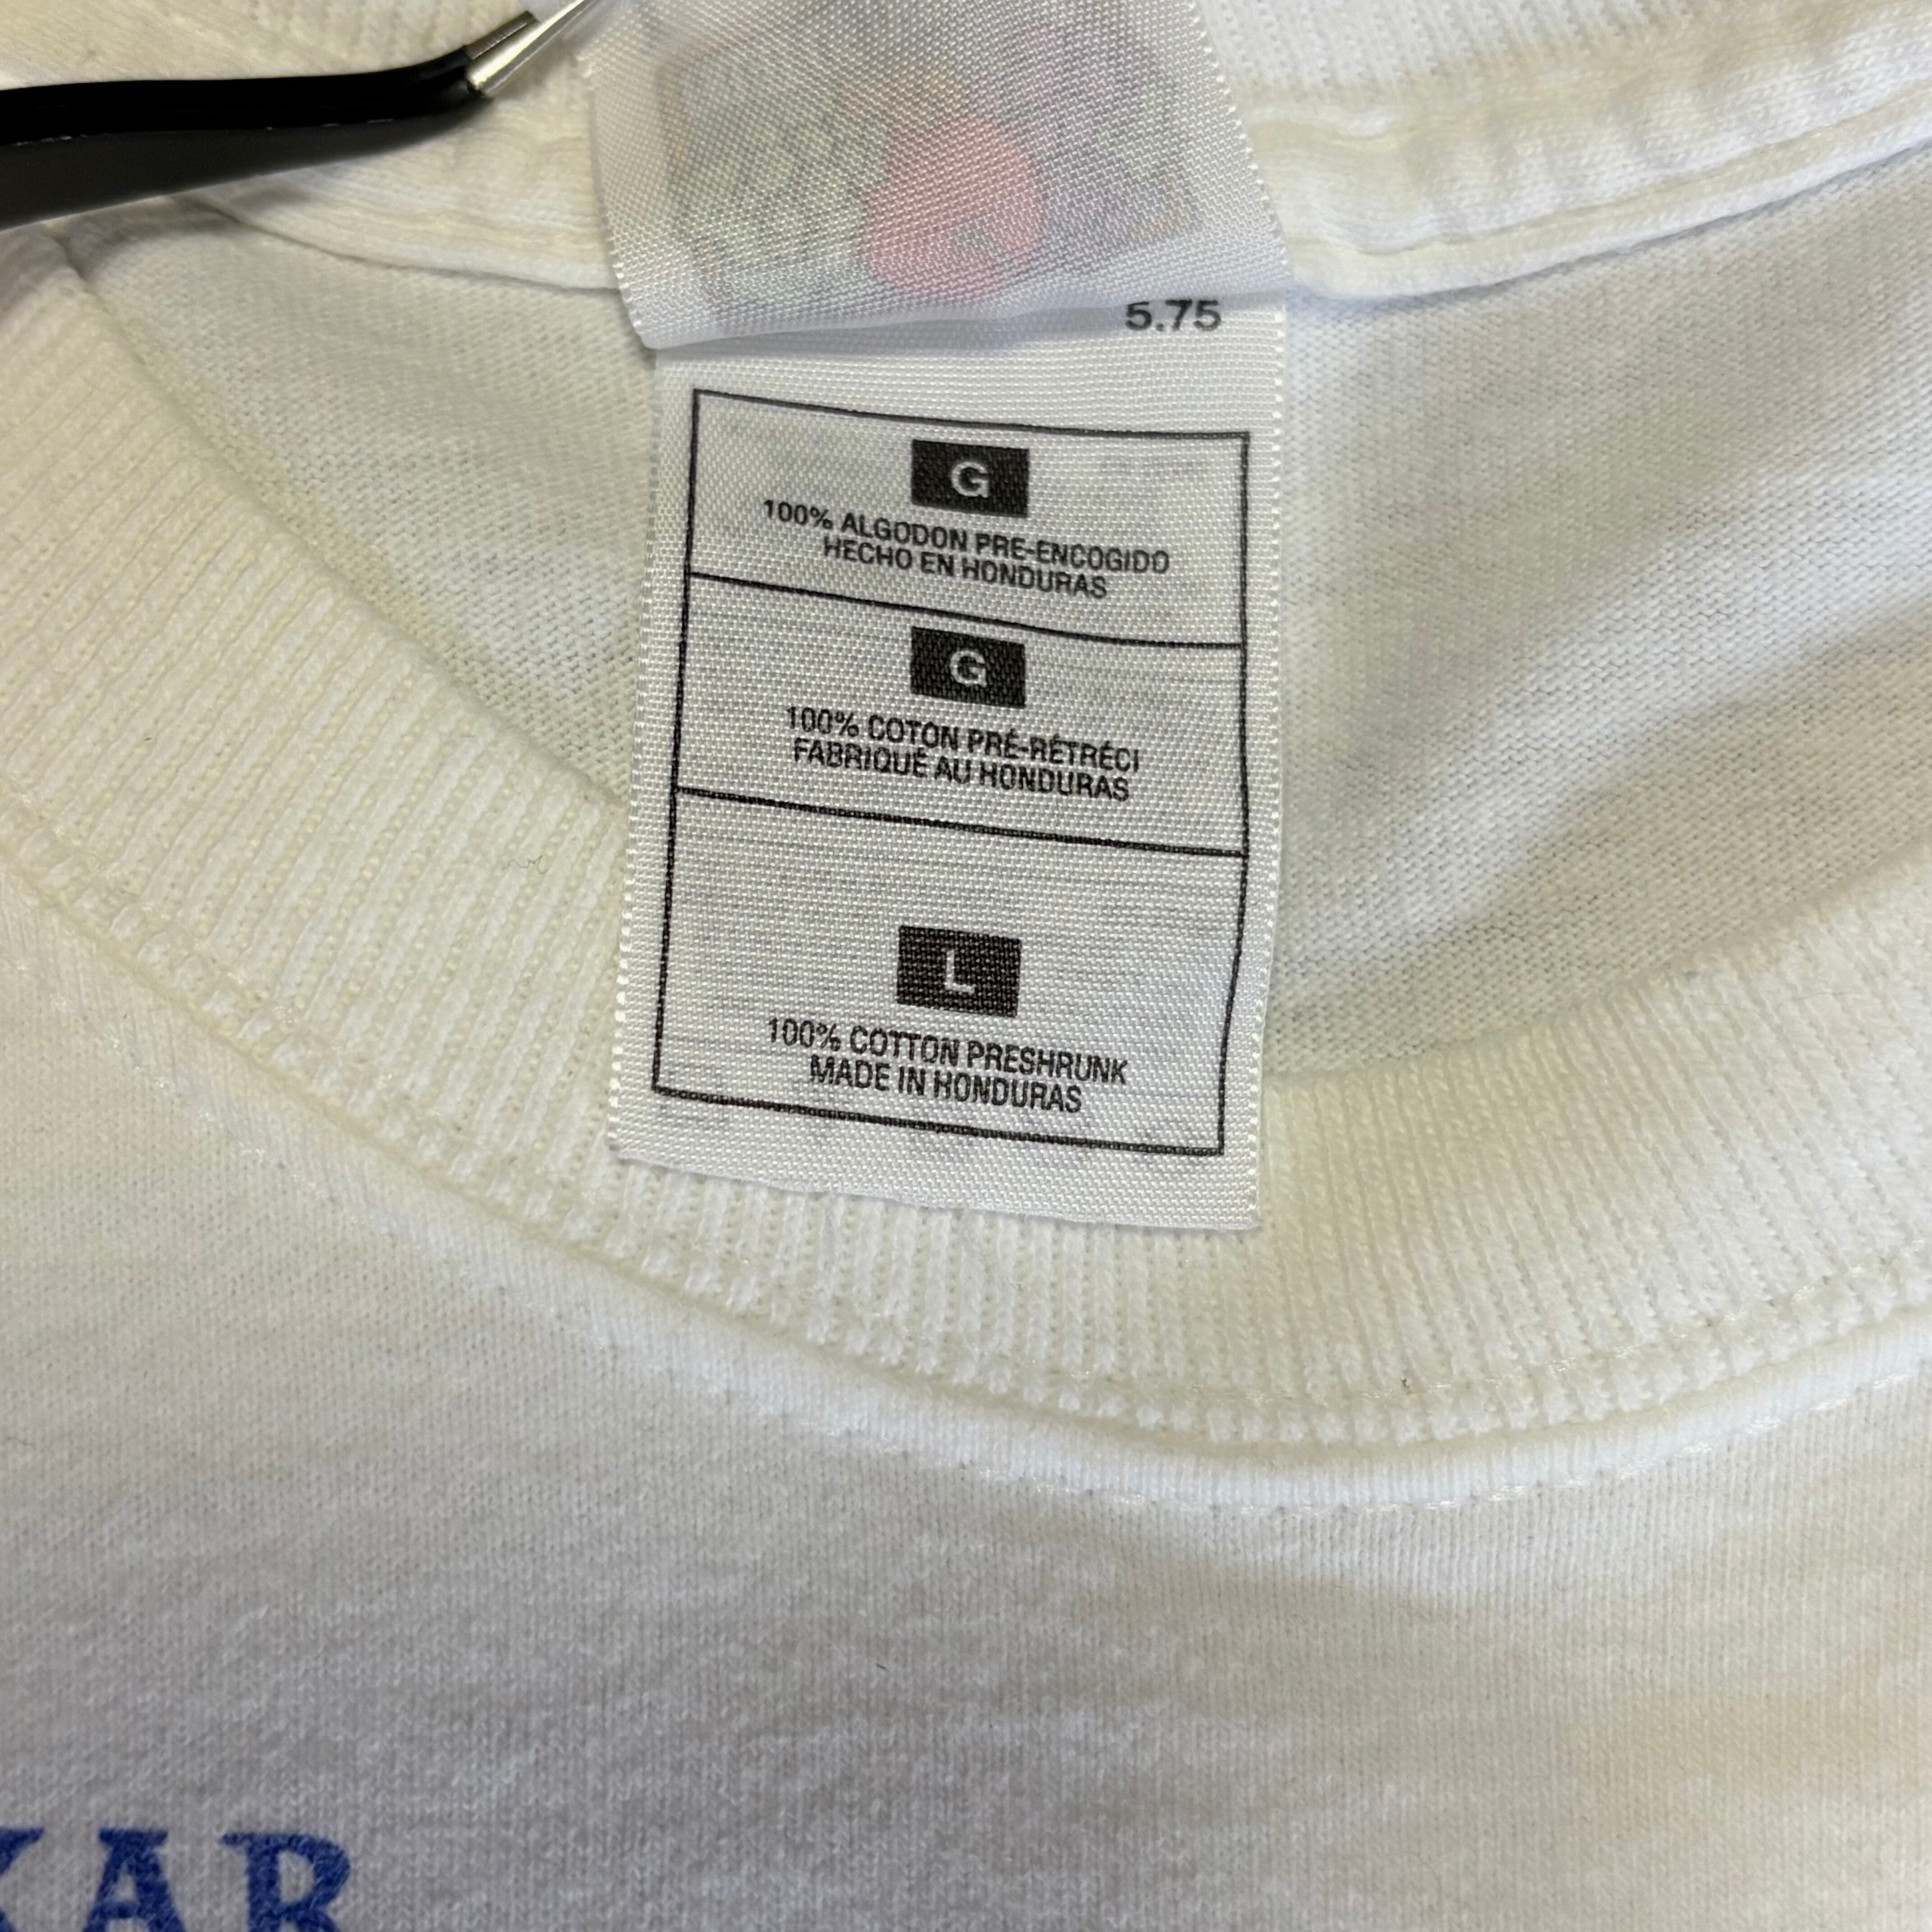 5.75
G
100% ALGODON PRE-ENCOGIDO
HECHO EN HONDURAS
G
100% COTON PRÉ-RÉTRÉCI
FABRIQUÉ AU HONDURAS
L
100% COTTON PRESHRUNK
MADE IN HONDURAS
KAR